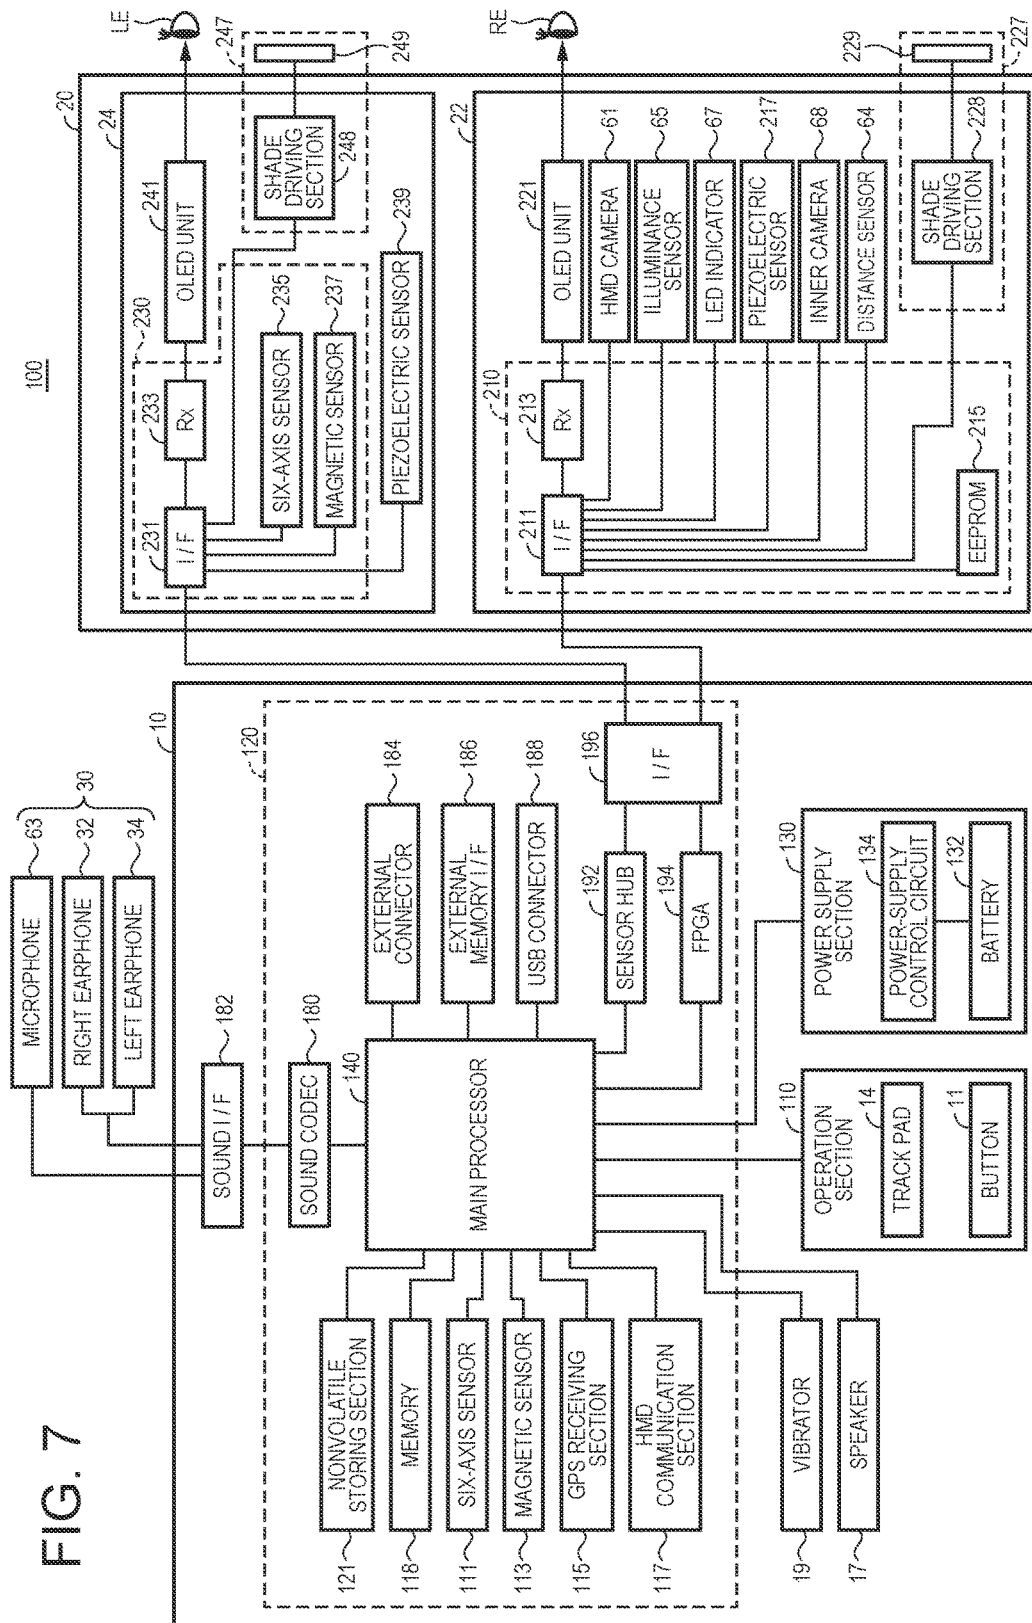 FIG. 7
100
10
120
NONVOLATILE
STORING SECTION
121
MEMORY
118
SIX-AXIS SENSOR
111
MAGNETIC SENSOR
113
GPS RECEIVING
SECTION
115
HMD
COMMUNICATION
SECTION
117
VIBRATOR
19
SPEAKER
17
MICROPHONE
63
RIGHT EARPHONE
32
LEFT EARPHONE
34
30
SOUND I / F
182
SOUND CODEC
180
MAIN PROCESSOR
140
EXTERNAL
CONNECTOR
184
EXTERNAL
MEMORY I / F
186
USB CONNECTOR
188
SENSOR HUB
192
FPGA
194
I / F
196
OPERATION
SECTION
110
TRACK PAD
14
BUTTON
11
POWER SUPPLY
SECTION
130
POWER-SUPPLY
CONTROL CIRCUIT
134
BATTERY
132
20
24
230
I / F
231
Rx
233
OLED UNIT
241
SIX-AXIS SENSOR
235
MAGNETIC SENSOR
237
PIEZOELECTRIC SENSOR
239
SHADE
DRIVING
SECTION
248
247
249
LE
22
210
I / F
211
Rx
213
EEPROM
215
OLED UNIT
221
HMD CAMERA
61
ILLUMINANCE
SENSOR
65
LED INDICATOR
67
PIEZOELECTRIC
SENSOR
217
INNER CAMERA
68
DISTANCE SENSOR
64
SHADE
DRIVING
SECTION
228
229
227
RE